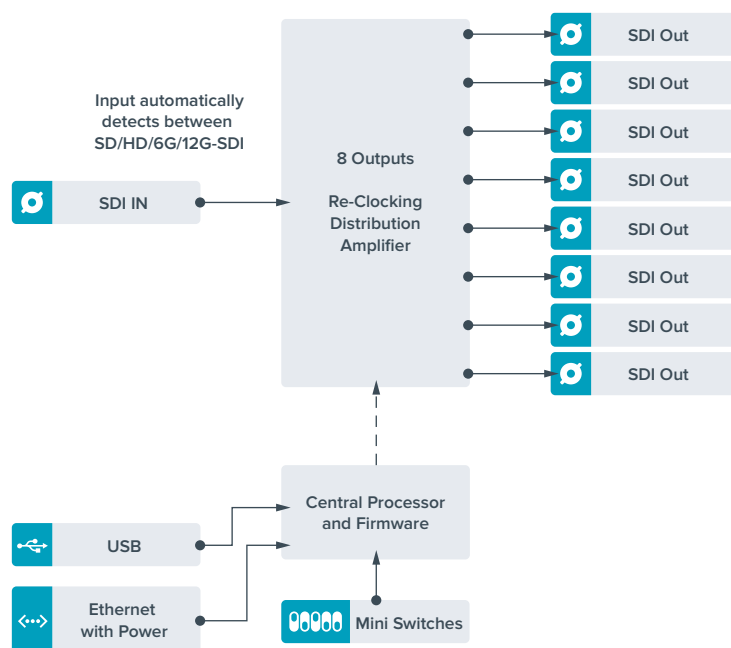 Input automatically
detects between
SD/HD/6G/12G-SDI
SDI IN
8 Outputs
Re-Clocking
Distribution
Amplifier
SDI Out
SDI Out
SDI Out
SDI Out
SDI Out
SDI Out
SDI Out
SDI Out
Central Processor
and Firmware
USB
Ethernet
with Power
Mini Switches